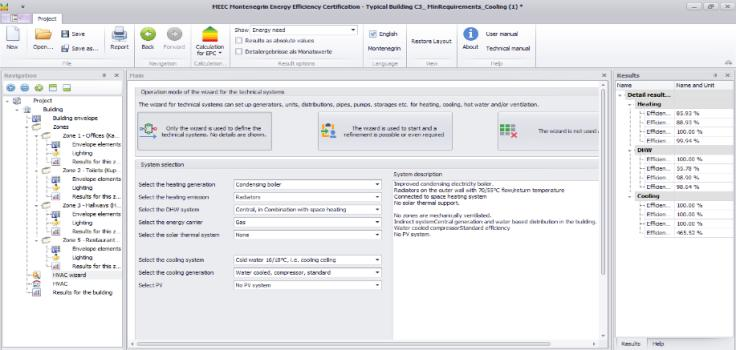 MEEC Montenegrin Energy Efficiency Certification - Typical Building C3_ MinRequirements_Cooling (1) *
Project
New
Open...
Save
Save as...
Report
Back
Forward
Calculation for EPC
Show Energy need
Results as absolute values
Detailergebnisse als Monatswerte
English
Montenegrin
Restore Layout
About
User manual
Technical manual
File
Navigation
Calculation...
Result options
Language
View
Help
Navigation
Project
Building
Building envelope
Zones
Zone 1 - Offices (Ka...
Envelope elements
Lighting
Results for this z...
Zone 2 - Toilets (Kup
Envelope elements
Lighting
Results for this z...
Zone 3 - Hallways (H
Envelope elements
Lighting
Results for this z...
Zone 5 - Restaurant
Envelope elements
Lighting
Results for this z...
HVAC wizard
HVAC
Results for the building
Main
Operation mode of the wizard for the technical systems
The wizard for technical systems can set up generators, units, distributions, pipes, pumps, storages etc. for heating, cooling, hot water and/or ventilation.
Only the wizard is used to define the technical systems. No details are shown.
The wizard is used to start and a refinement is possible or even required
The wizard is not used
System selection
Select the heating generation Condensing boiler
Select the heating emission Radiators
Select the DHW system Central, in Combination with space heating
Select the energy carrier Gas
Select the solar thermal system None
Select the cooling system Cold water 16/18°C, i.e. cooling ceiling
Select the cooling generation Water cooled, compressor, standard
Select PV No PV system
System description
Improved condensing electricity boiler.
Radiators on the outer wall with 70/55°C flow/return temperature
Connected to space heating system
No solar thermal support.
No zones are mechanically ventilated.
Indirect systemCentral generation and water based distribution in the building.
Water cooled compressorStandard efficiency
No PV system.
Results
Name Name and Unit
Detail result...
Heating
Efficien... 85.93 %
Efficien... 88.93 %
Efficien... 100.00 %
Efficien... 99.94 %
DHW
Efficien... 100.00 %
Efficien... 55.78 %
Efficien... 98.90 %
Efficien... 98.64 %
Cooling
Efficien... 100.00 %
Efficien... 100.00 %
Efficien... 100.00 %
Efficien... 465.52 %
Results Help